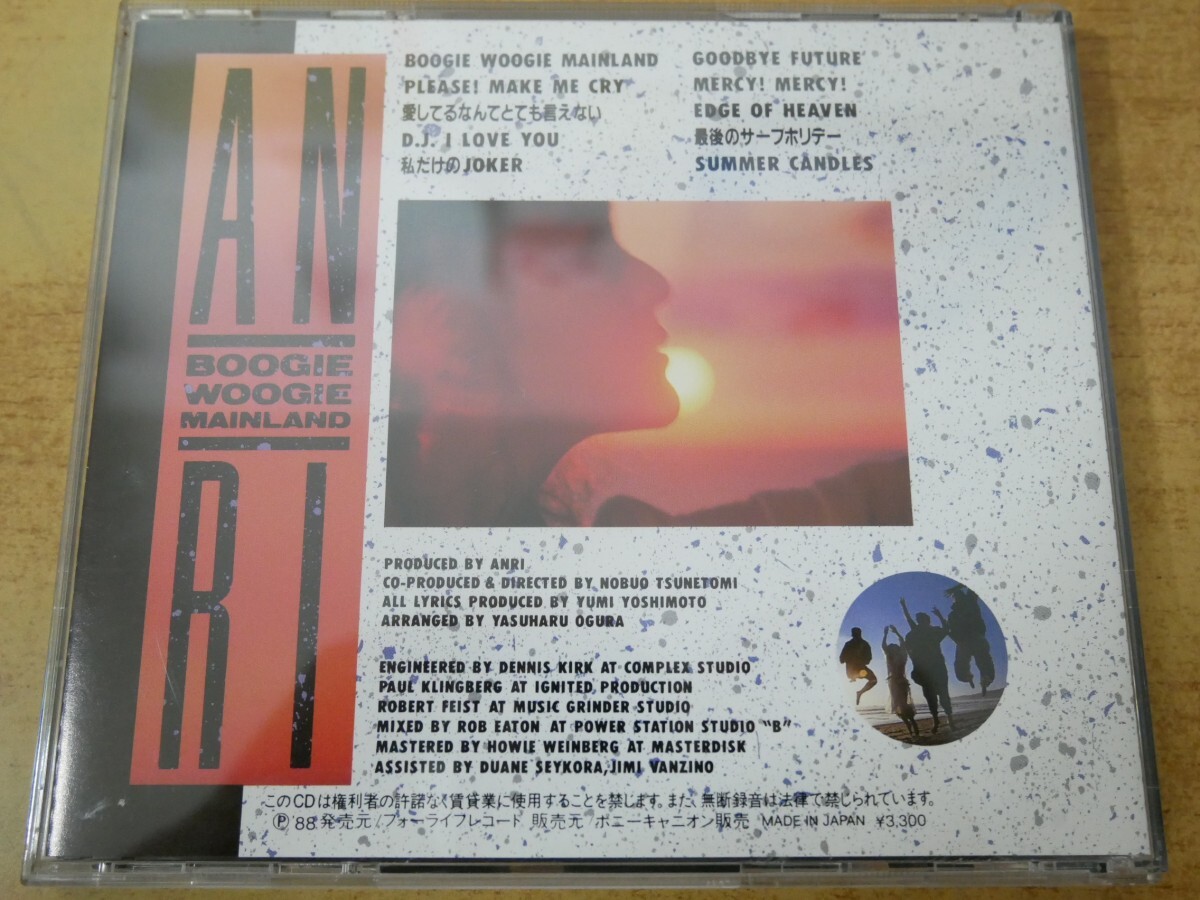 AN
BOOGIE
WOOGIE
MAINLAND
RI
BOOGIE WOOGIE MAINLAND
PLEASE! MAKE ME CRY
愛してるなんてとても言えない
D.J. I LOVE YOU
私だけのJOKER
GOODBYE FUTURE
MERCY! MERCY!
EDGE OF HEAVEN
最後のサーフホリデー
SUMMER CANDLES
PRODUCED BY ANRI
CO-PRODUCED & DIRECTED BY NOBUO TSUNETOMI
ALL LYRICS PRODUCED BY YUMI YOSHIMOTO
ARRANGED BY YASUHARU OGURA
ENGINEERED BY DENNIS KIRK AT COMPLEX STUDIO
PAUL KLINGBERG AT IGNITED PRODUCTION
ROBERT FEIST AT MUSIC GRINDER STUDIO
MIXED BY ROB EATON AT POWER STATION STUDIO "B"
MASTERED BY HOWIE WEINBERG AT MASTERDISK
ASSISTED BY DUANE SEYKORA,JIMI VANZINO
このCDは権利者の許諾なく賃貸業に使用することを禁じます。また、無断録音は法律で禁じられています。
Ⓟ'88 発売元/フォーライフレコード 販売元/ポニーキャニオン販売 MADE IN JAPAN ¥3,300